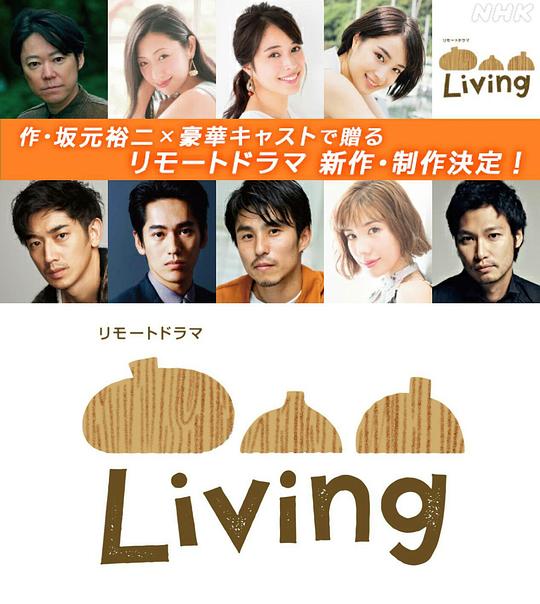 NHK
リモートドラマ
Living
作・坂元裕二×豪華キャストで贈る
リモートドラマ 新作・制作決定！
リモートドラマ
Living